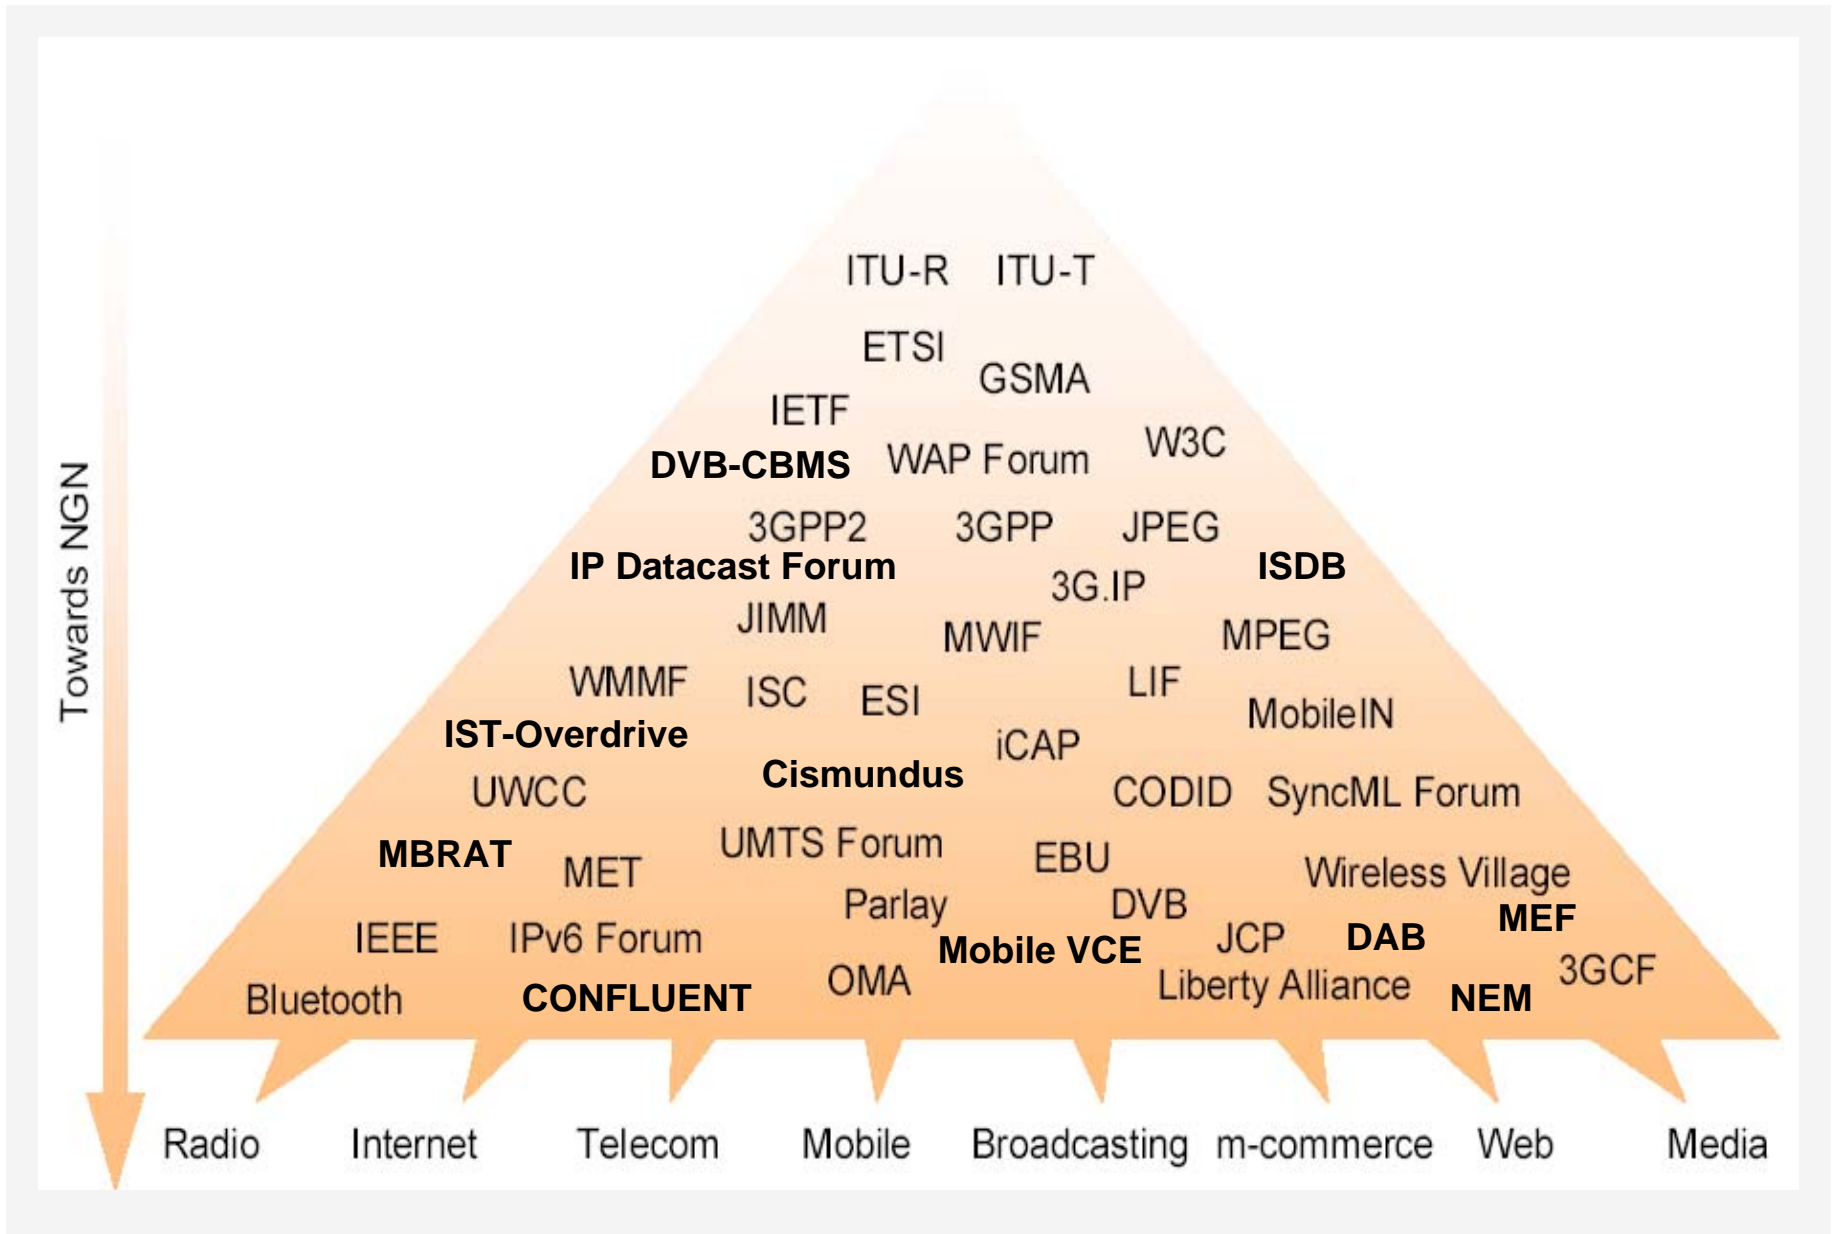 ITU-R ITU-T
ETSI
GSMA
IETF
W3C
DVB-CBMS WAP Forum
3GPP2 3GPP JPEG
IP Datacast Forum ISDB
3G.IP
JIMM
MWIF MPEG
WMMF ISC ESI LIF
MobileIN
IST-Overdrive
iCAP
Cismundus
UWCC CODID SyncML Forum
UMTS Forum
MBRAT EBU
MET Wireless Village
Parlay DVB
MEF
IEEE IPv6 Forum Mobile VCE JCP DAB
3GCF
OMA Liberty Alliance
Bluetooth CONFLUENT NEM
Towards NGN
Radio Internet Telecom Mobile Broadcasting m-commerce Web Media